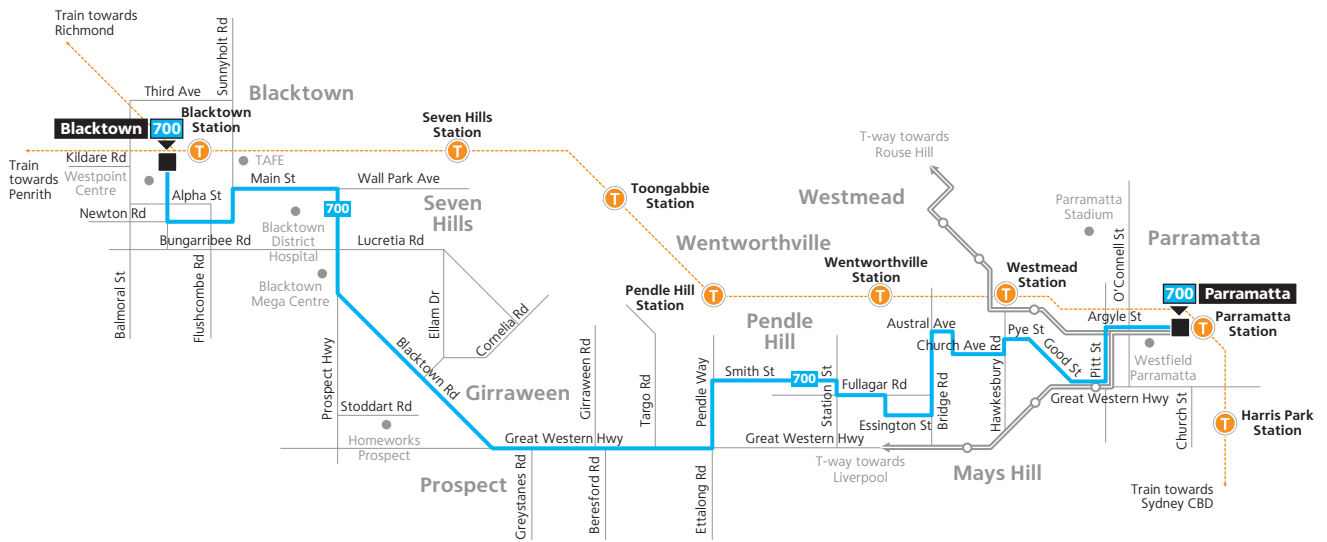 Train towards
Richmond
Sunnyholt Rd
Third Ave
Blacktown
Blacktown 700
Blacktown
Station
Seven Hills
Station
Train
towards
Penrith
Kildare Rd
Westpoint
Centre
TAFE
Main St
Wall Park Ave
Alpha St
Newton Rd
700
Seven
Hills
Blacktown
District
Hospital
Bungarribee Rd
Lucretia Rd
Blacktown
Mega Centre
Balmoral St
Flushcombe Rd
Prospect Hwy
Ellam Dr
Cornelia Rd
Blacktown Rd
Stoddart Rd
Homeworks
Prospect
Girraween
Girraween Rd
Targo Rd
Great Western Hwy
Prospect
Greystanes Rd
Beresford Rd
Ettalong Rd
Toongabbie
Station
Wentworthville
Pendle Hill
Station
Pendle
Hill
Pendle Way
Smith St
700
Station St
Fullagar Rd
Essington St
Great Western Hwy
T-way towards
Liverpool
Wentworthville
Station
Westmead
T-way towards
Rouse Hill
Westmead
Station
Austral Ave
Church Ave
Bridge Rd
Hawkesbury Rd
Pye St
Good St
Pitt St
Argyle St
Mays Hill
Great Western Hwy
Parramatta
Stadium
O'Connell St
Parramatta
700 Parramatta
Parramatta
Station
Westfield
Parramatta
Church St
Harris Park
Station
Train towards
Sydney CBD
T
T
T
T
T
T
T
T